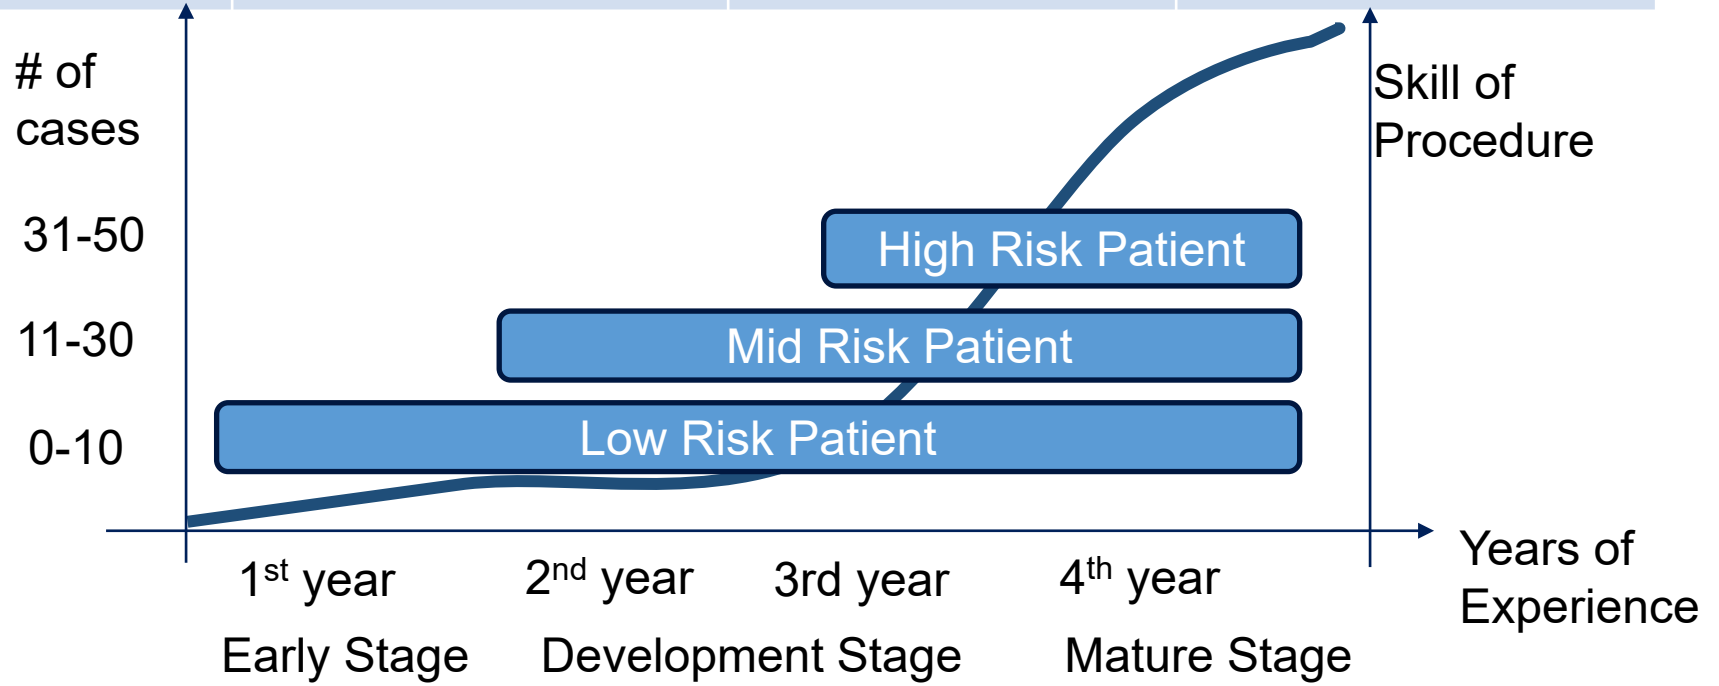 # of
cases
Skill of
Procedure
31-50
High Risk Patient
11-30
Mid Risk Patient
0-10
Low Risk Patient
1st year
2nd year
3rd year
4th year
Years of
Experience
Early Stage
Development Stage
Mature Stage